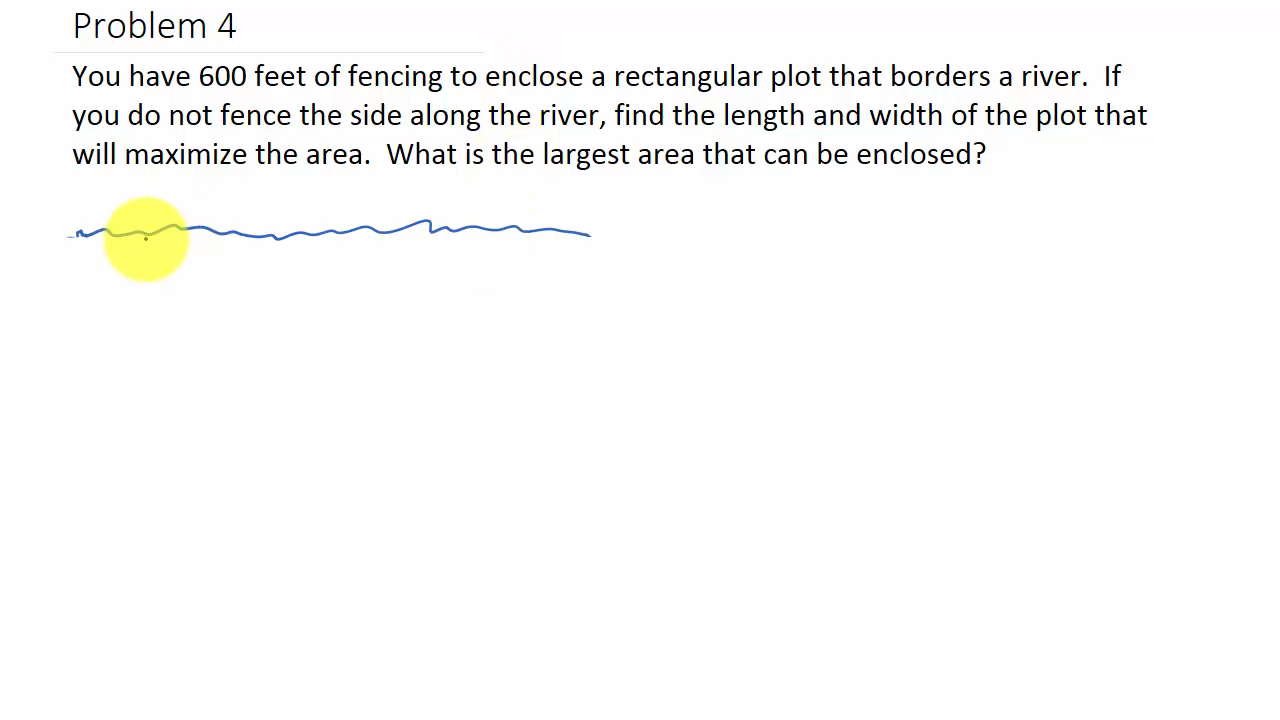 Problem 4
You have 600 feet of fencing to enclose a rectangular plot that borders a river.  If
you do not fence the side along the river, find the length and width of the plot that
will maximize the area.  What is the largest area that can be enclosed?